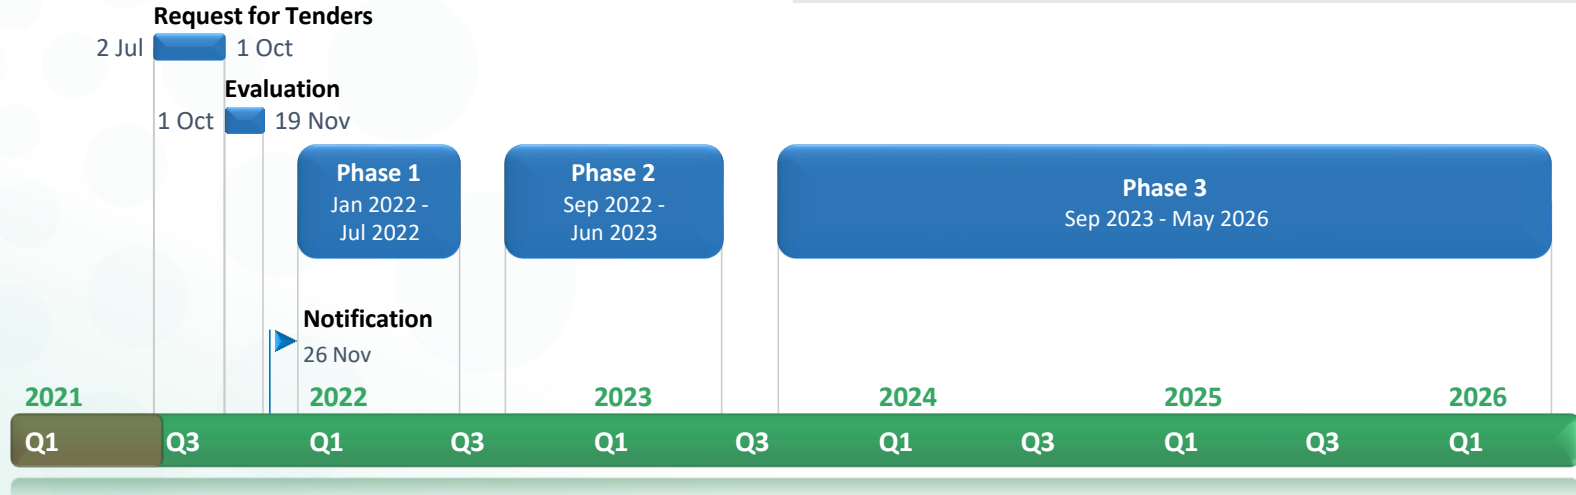 Request for Tenders
2 Jul 1 Oct
Evaluation
1 Oct 19 Nov
Phase 1
Jan 2022 -
Jul 2022
Phase 2
Sep 2022 -
Jun 2023
Phase 3
Sep 2023 - May 2026
Notification
26 Nov
2021 2022 2023 2024 2025 2026
Q1 Q3 Q1 Q3 Q1 Q3 Q1 Q3 Q1 Q3 Q1